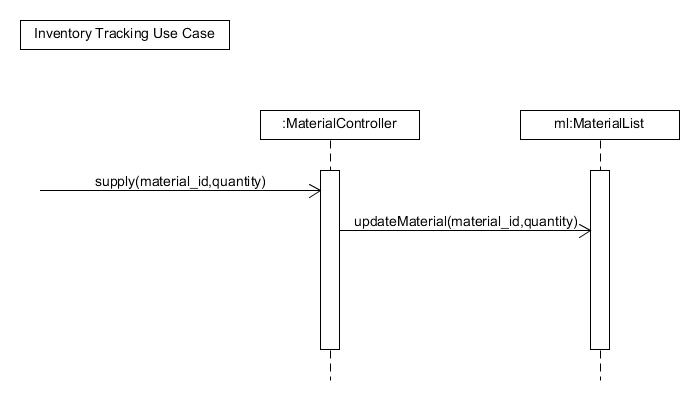 Inventory Tracking Use Case
:MaterialController
ml:MaterialList
supply(material_id,quantity)
updateMaterial(material_id,quantity)